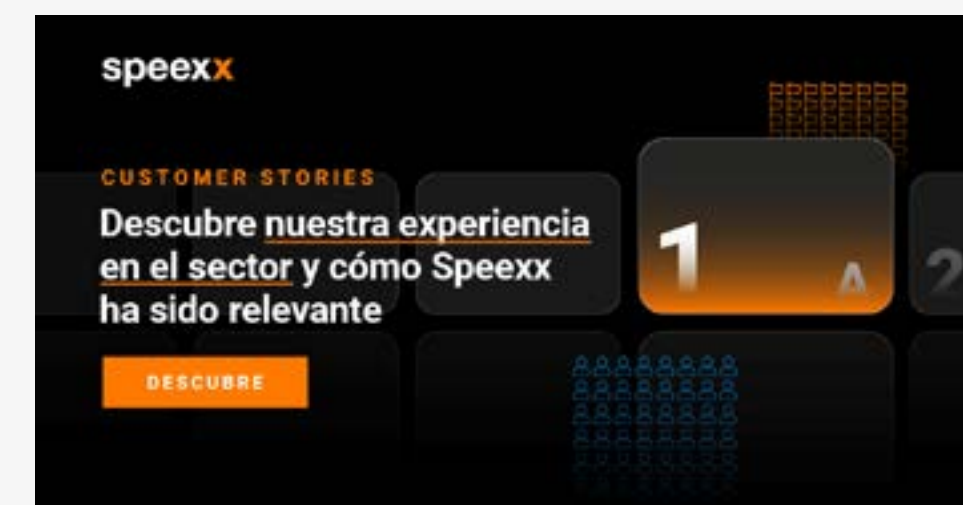 speexx
CUSTOMER STORIES
Descubre nuestra experiencia
en el sector y cómo Speexx
ha sido relevante
1 A 2
DESCUBRE